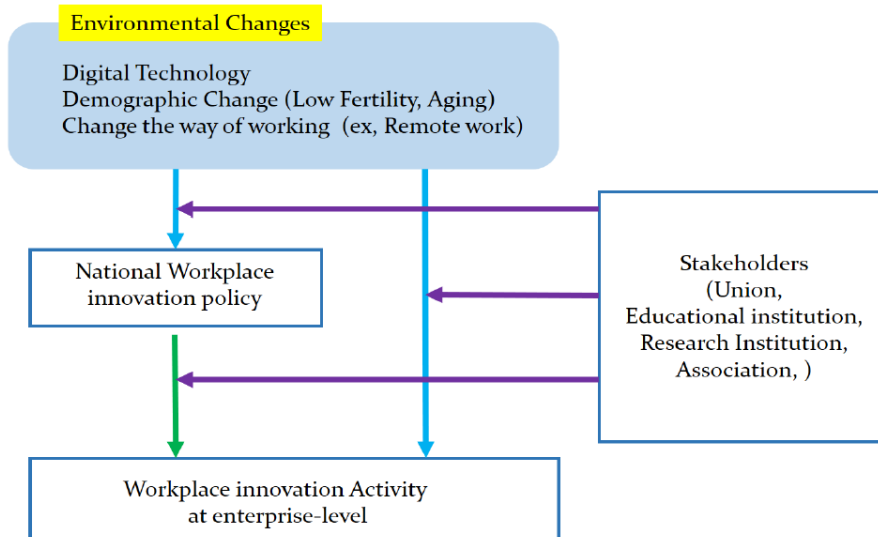 Environmental Changes
Digital Technology
Demographic Change (Low Fertility, Aging)
Change the way of working (ex, Remote work)
National Workplace
innovation policy
Stakeholders
(Union,
Educational institution,
Research Institution,
Association, )
Workplace innovation Activity
at enterprise-level